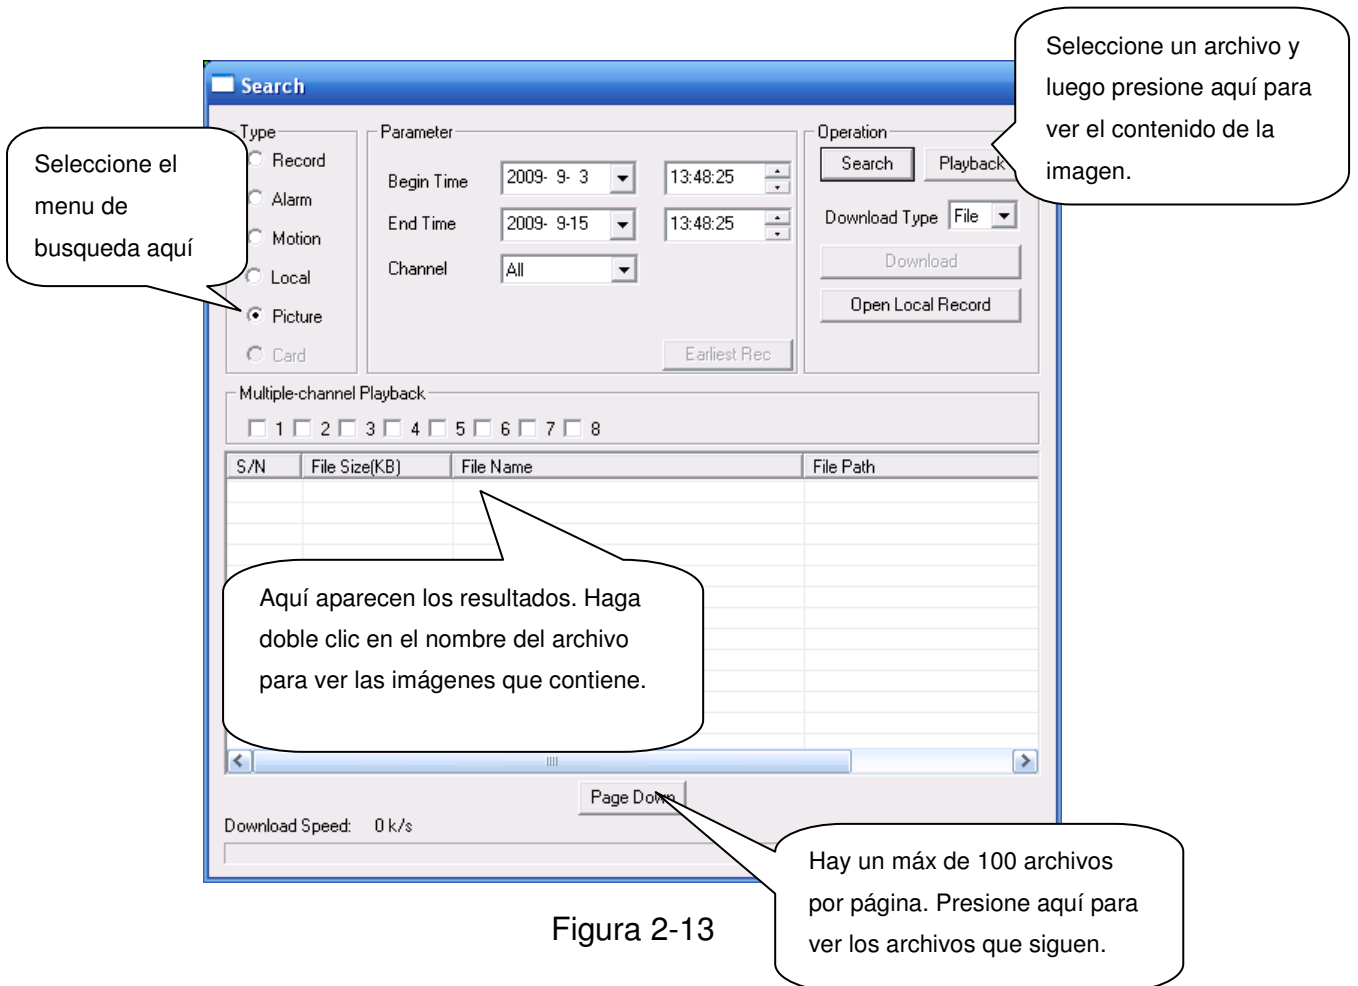 Seleccione un archivo y
luego presione aquí para
ver el contenido de la
imagen.
Search
Seleccione el
menu de
busqueda aquí
Type
Record
Alarm
Motion
Local
Picture
Card
Parameter
Begin Time 2009- 9- 3 13:48:25
End Time 2009- 9-15 13:48:25
Channel All
Earliest Rec
Operation
Search Playback
Download Type File
Download
Open Local Record
Multiple-channel Playback
1 2 3 4 5 6 7 8
S/N File Size(KB) File Name File Path
Aquí aparecen los resultados. Haga
doble clic en el nombre del archivo
para ver las imágenes que contiene.
Page Down
Download Speed: 0 k/s
Hay un máx de 100 archivos
por página. Presione aquí para
ver los archivos que siguen.
Figura 2-13